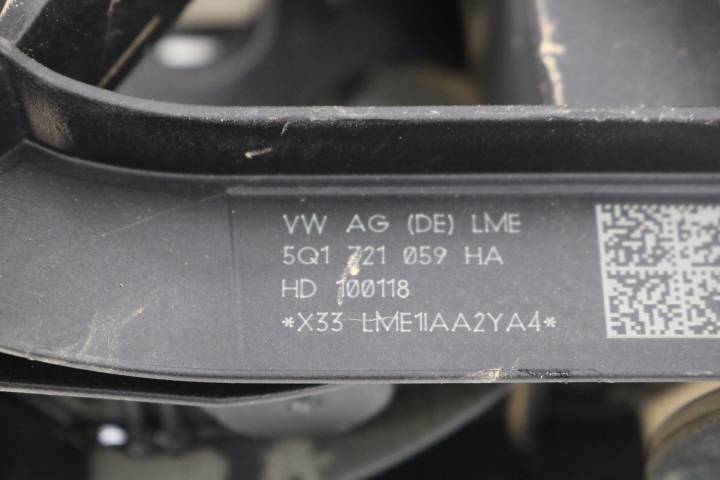 VW AG (DE) LME
5Q1 721 059 HA
HD 100118
*X33 LME1IAA2YA4*